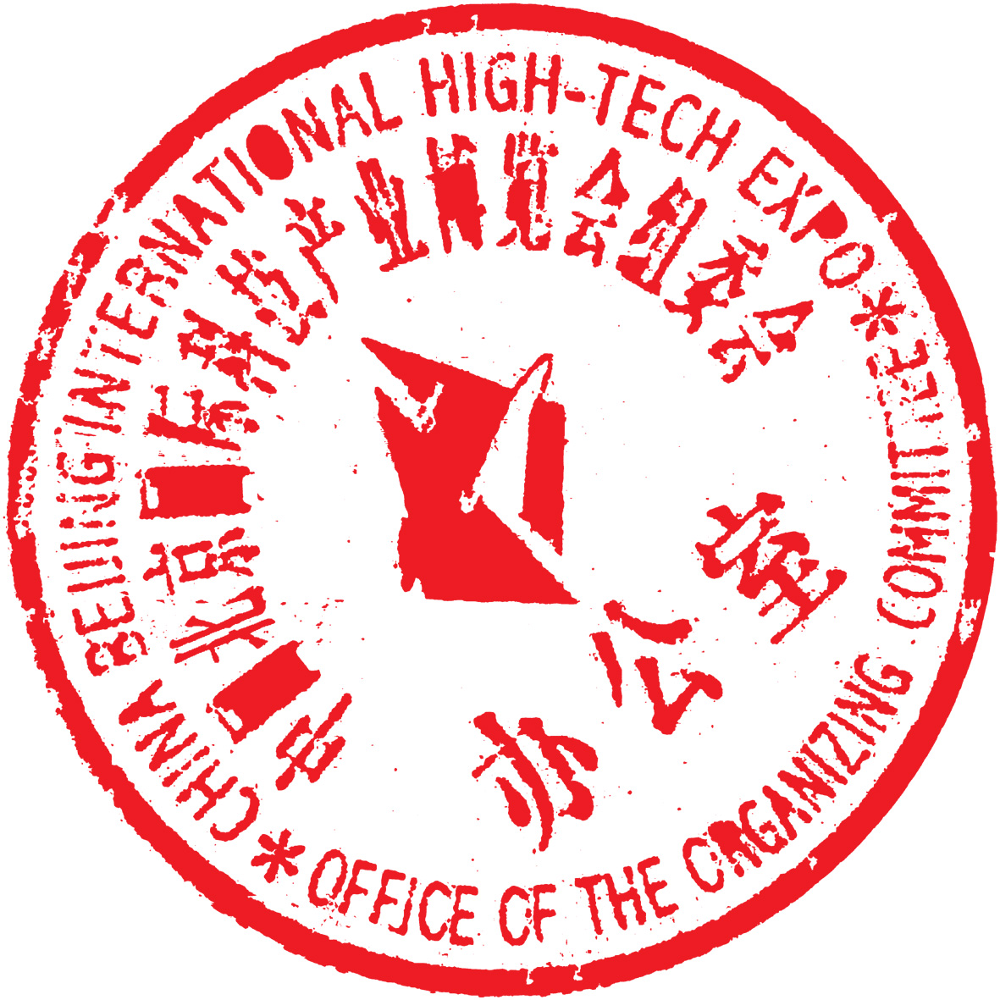 CHINA BEIJING INTERNATIONAL HIGH-TECH EXPO
中国北京国际科技产业博览会组委会
办公室
* OFFICE OF THE ORGANIZING COMMITTEE *